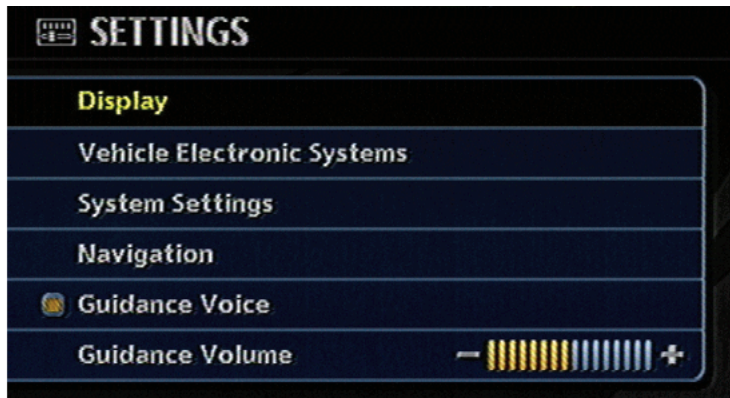 SETTINGS
Display
Vehicle Electronic Systems
System Settings
Navigation
Guidance Voice
Guidance Volume − +